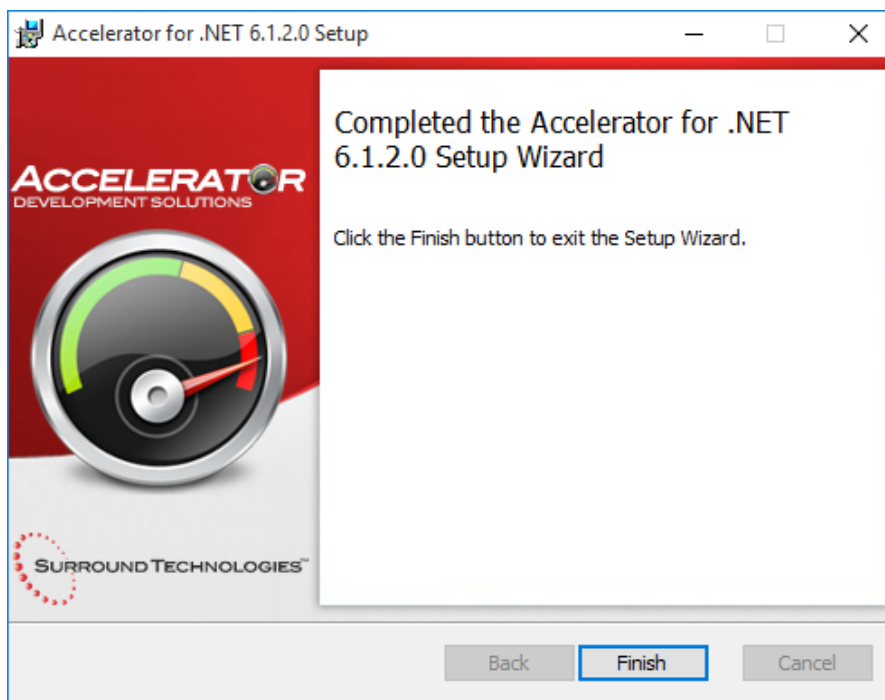 Accelerator for .NET 6.1.2.0 Setup
ACCELERATOR
DEVELOPMENT SOLUTIONS
Completed the Accelerator for .NET
6.1.2.0 Setup Wizard
Click the Finish button to exit the Setup Wizard.
SURROUND TECHNOLOGIES™
Back
Finish
Cancel